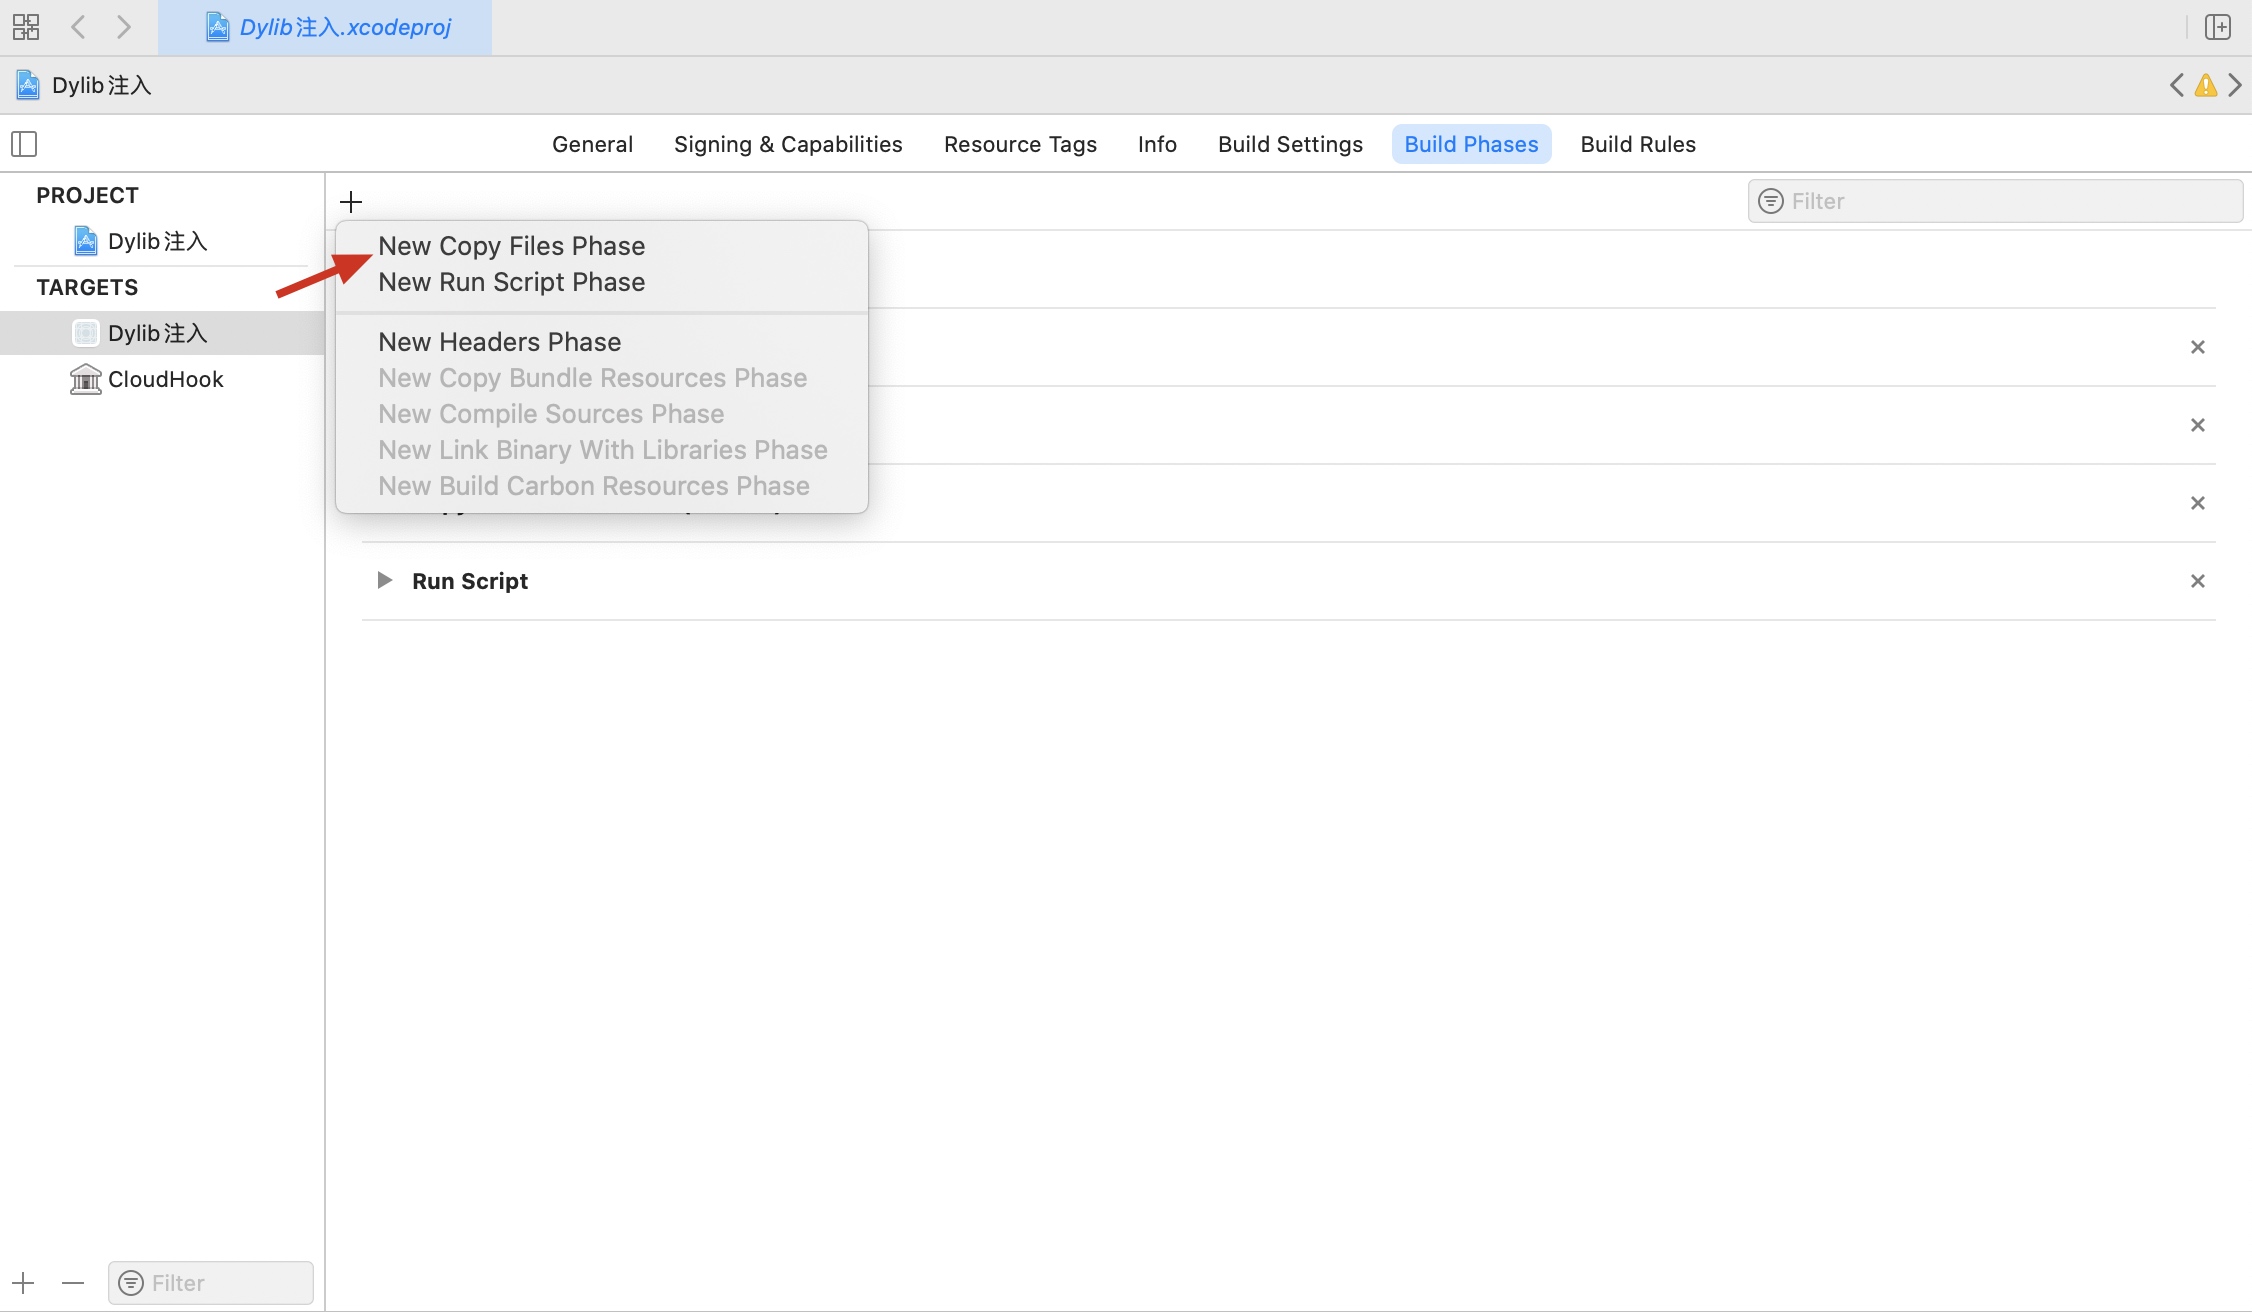 Dylib注入.xcodeproj
Dylib注入
General Signing & Capabilities Resource Tags Info Build Settings Build Phases Build Rules
PROJECT
Dylib注入
TARGETS
Dylib注入
CloudHook
Filter
New Copy Files Phase
New Run Script Phase
New Headers Phase
New Copy Bundle Resources Phase
New Compile Sources Phase
New Link Binary With Libraries Phase
New Build Carbon Resources Phase
Run Script
Filter